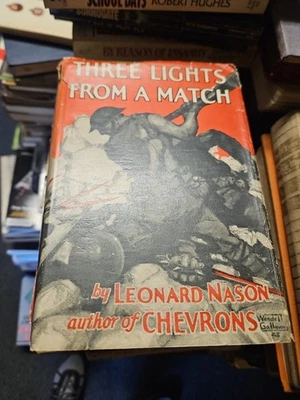 SCHOOL DAYS ROBERT HUGHES
THREE LIGHTS
FROM A MATCH
by LEONARD NASON
author of CHEVRONS